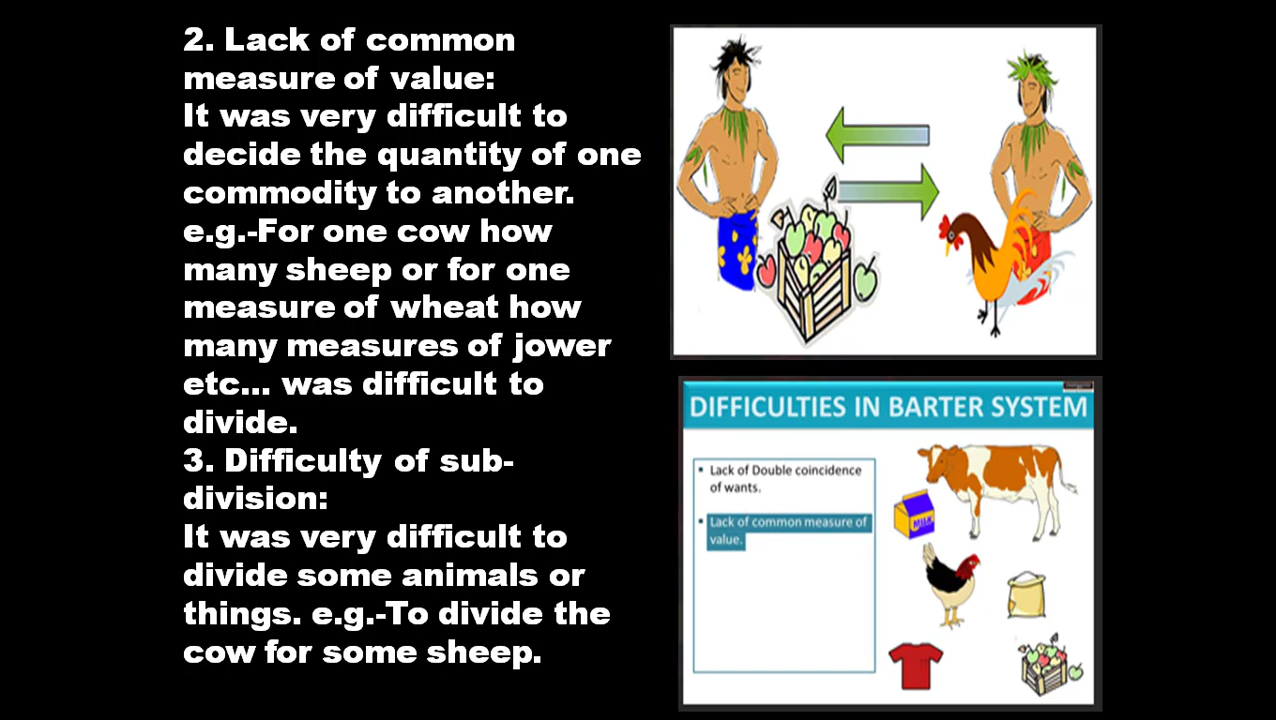 2. Lack of common
measure of value:
It was very difficult to
decide the quantity of one
commodity to another.
e.g.-For one cow how
many sheep or for one
measure of wheat how
many measures of jower
etc... was difficult to
divide.
3. Difficulty of sub-
division:
It was very difficult to
divide some animals or
things. e.g.-To divide the
cow for some sheep.
DIFFICULTIES IN BARTER SYSTEM
• Lack of Double coincidence
of wants.
• Lack of common measure of
value.
MILK